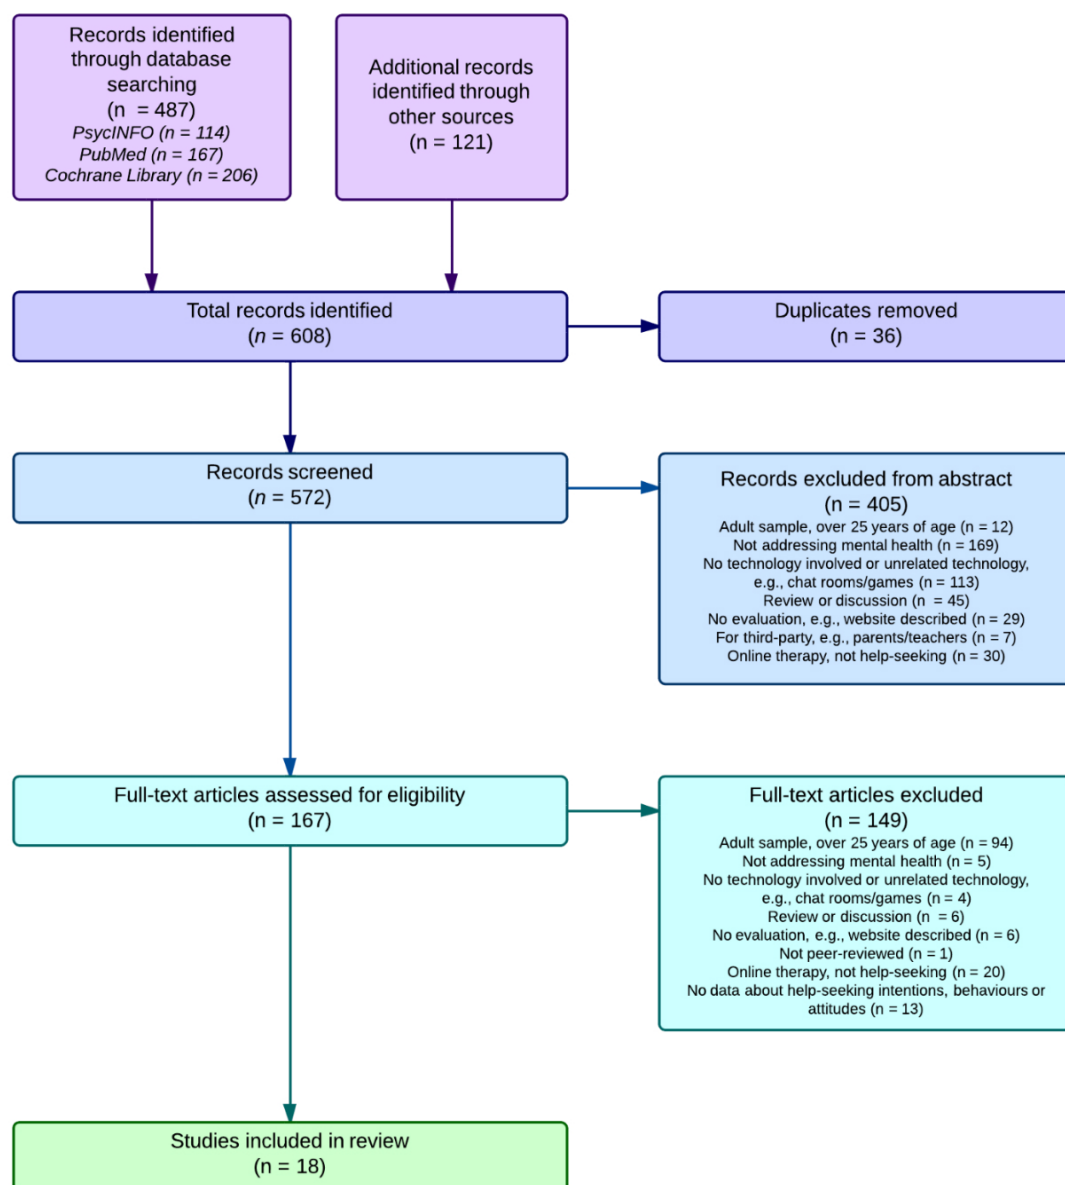 Records identified
through database
searching
(n = 487)
PsycINFO (n = 114)
PubMed (n = 167)
Cochrane Library (n = 206)
Additional records
identified through
other sources
(n = 121)
Total records identified
(n = 608)
Duplicates removed
(n = 36)
Records screened
(n = 572)
Records excluded from abstract
(n = 405)
Adult sample, over 25 years of age (n = 12)
Not addressing mental health (n = 169)
No technology involved or unrelated technology,
e.g., chat rooms/games (n = 113)
Review or discussion (n = 45)
No evaluation, e.g., website described (n = 29)
For third-party, e.g., parents/teachers (n = 7)
Online therapy, not help-seeking (n = 30)
Full-text articles assessed for eligibility
(n = 167)
Full-text articles excluded
(n = 149)
Adult sample, over 25 years of age (n = 94)
Not addressing mental health (n = 5)
No technology involved or unrelated technology,
e.g., chat rooms/games (n = 4)
Review or discussion (n = 6)
No evaluation, e.g., website described (n = 6)
Not peer-reviewed (n = 1)
Online therapy, not help-seeking (n = 20)
No data about help-seeking intentions, behaviours or
attitudes (n = 13)
Studies included in review
(n = 18)